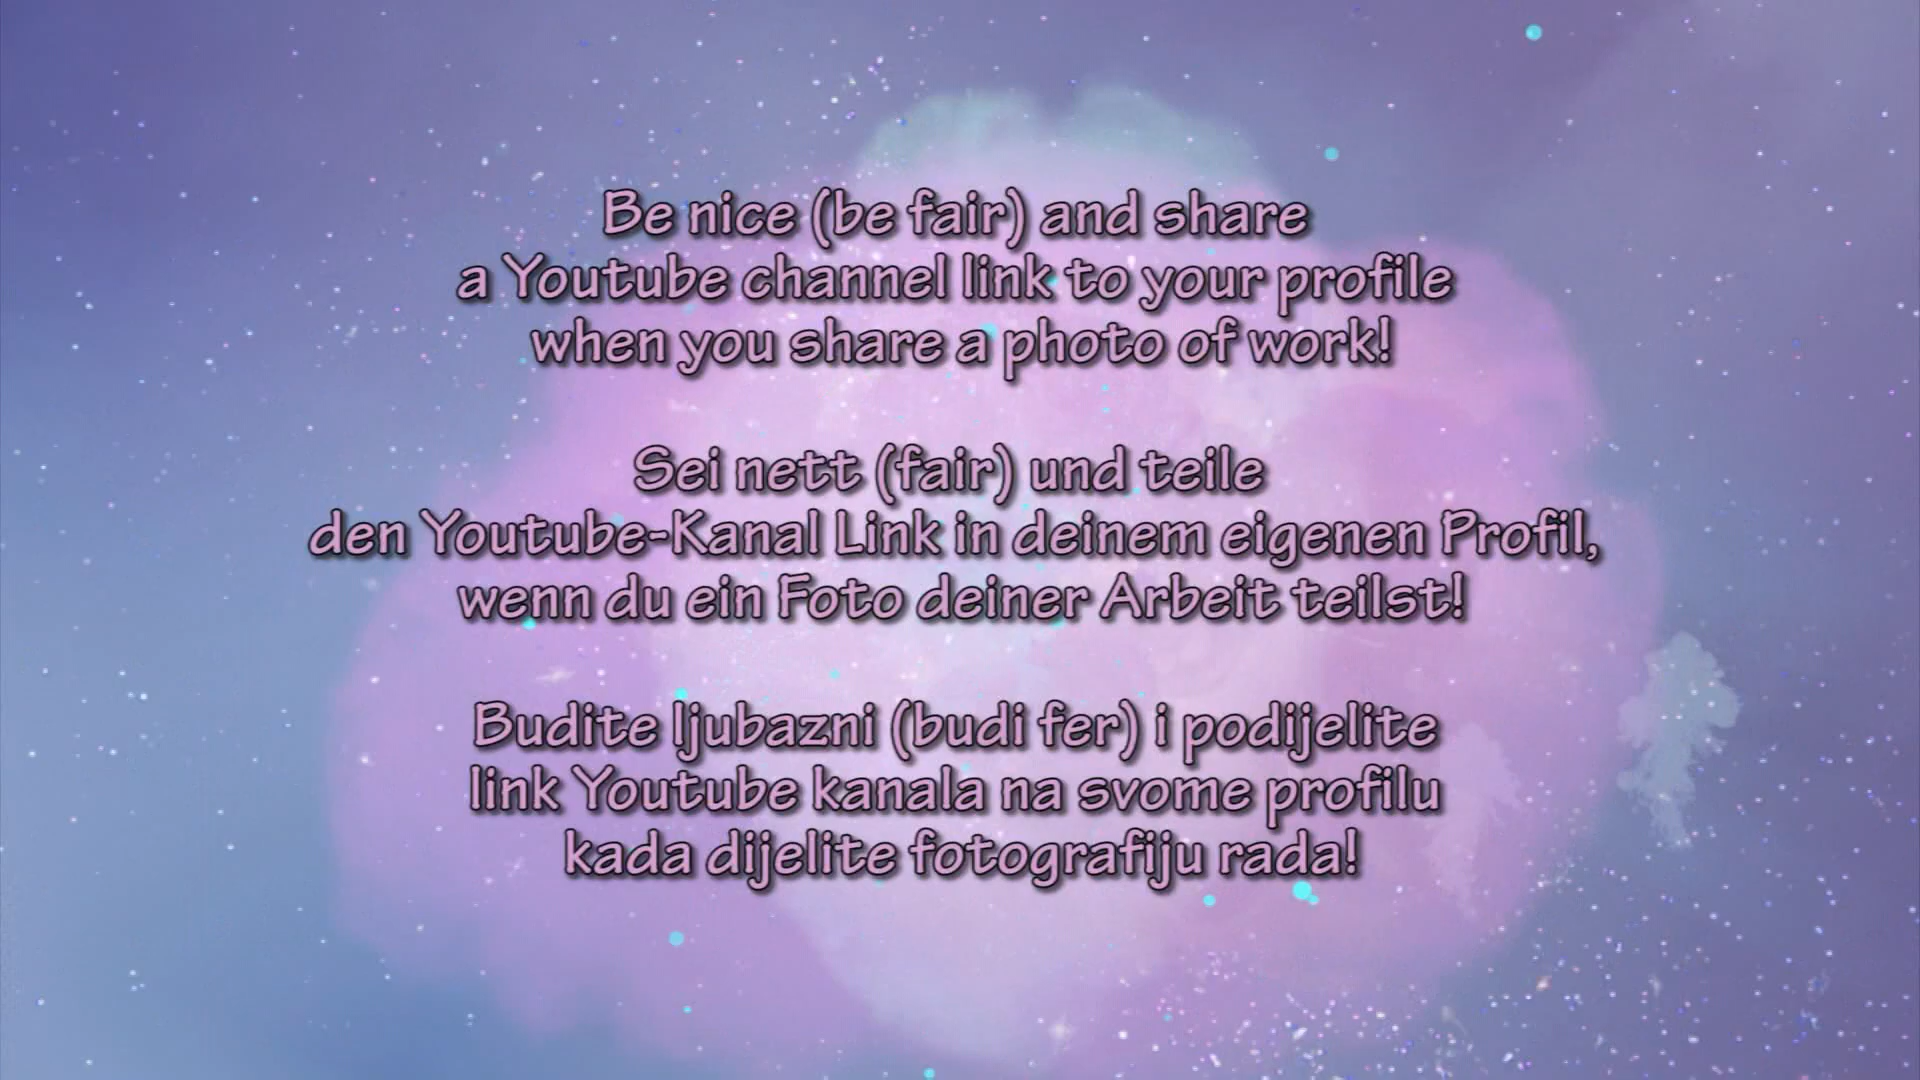 Be nice (be fair) and share
a Youtube channel link to your profile
when you share a photo of work!
Sei nett (fair) und teile
den Youtube-Kanal Link in deinem eigenen Profil,
wenn du ein Foto deiner Arbeit teilst!
Budite ljubazni (budi fer) i podijelite
link Youtube kanala na svome profilu
kada dijelite fotografiju rada!